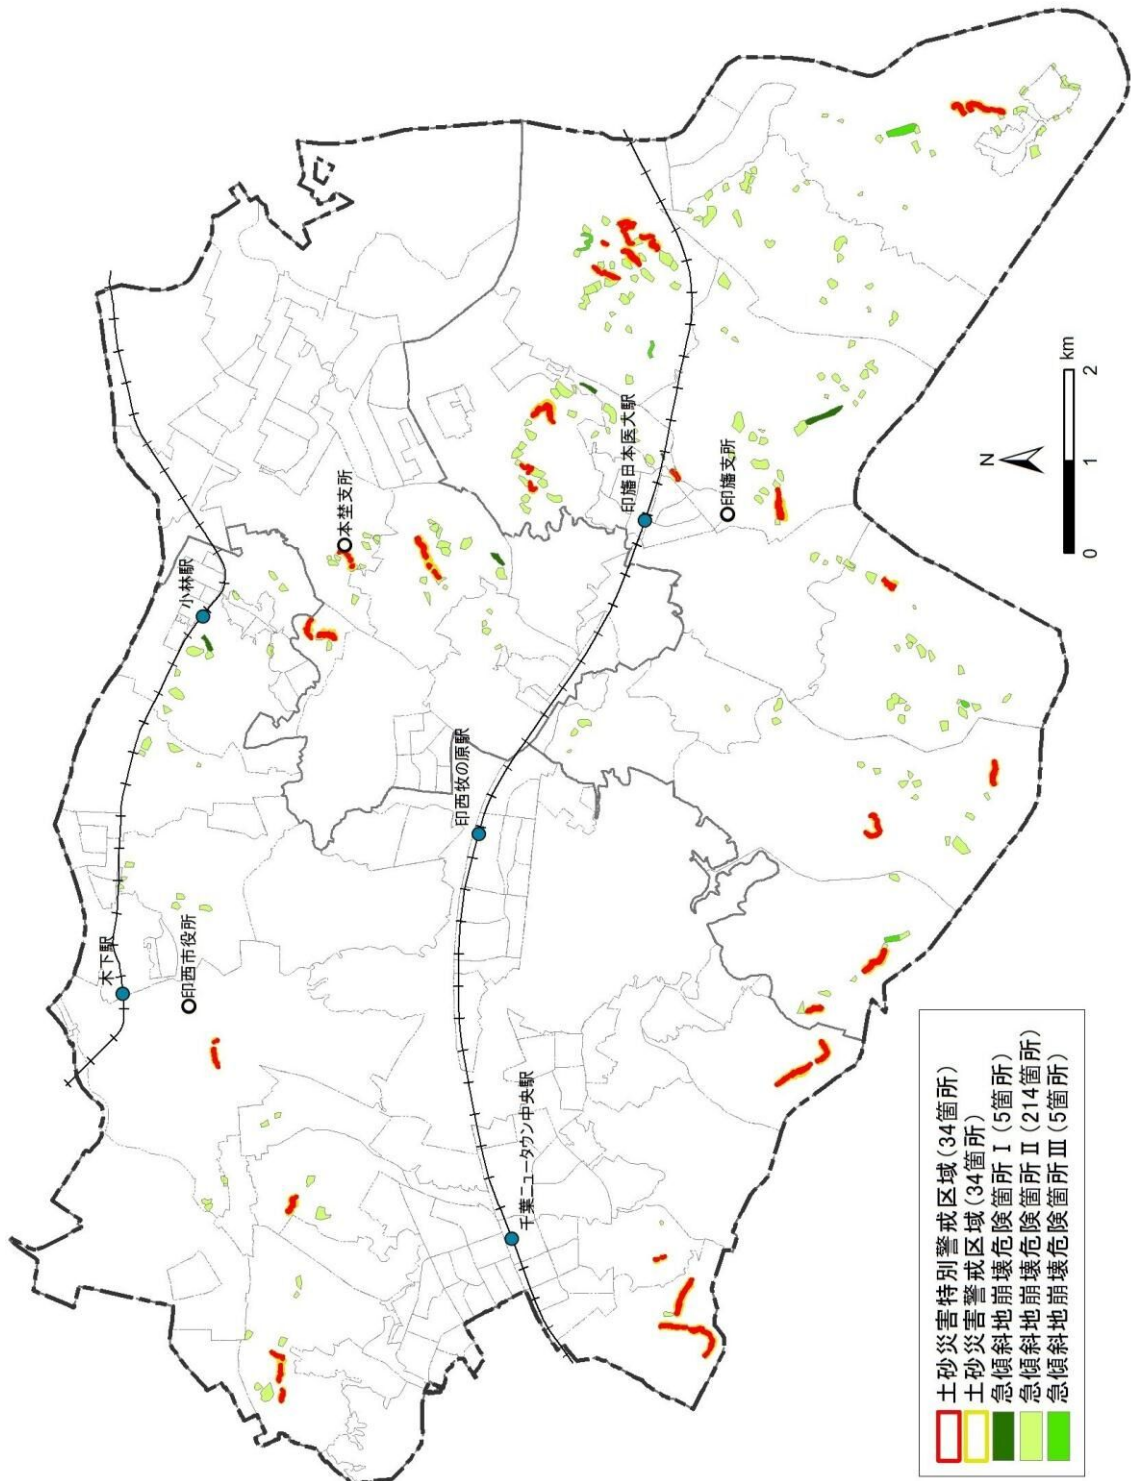 木下駅
印西市役所
小林駅
本埜支所
印西牧の原駅
千葉ニュータウン中央駅
印旛日本医大駅
印旛支所
N
0 1 2 km
土砂災害特別警戒区域(34箇所)
土砂災害警戒区域(34箇所)
急傾斜地崩壊危険箇所Ⅰ(5箇所)
急傾斜地崩壊危険箇所Ⅱ(214箇所)
急傾斜地崩壊危険箇所Ⅲ(5箇所)